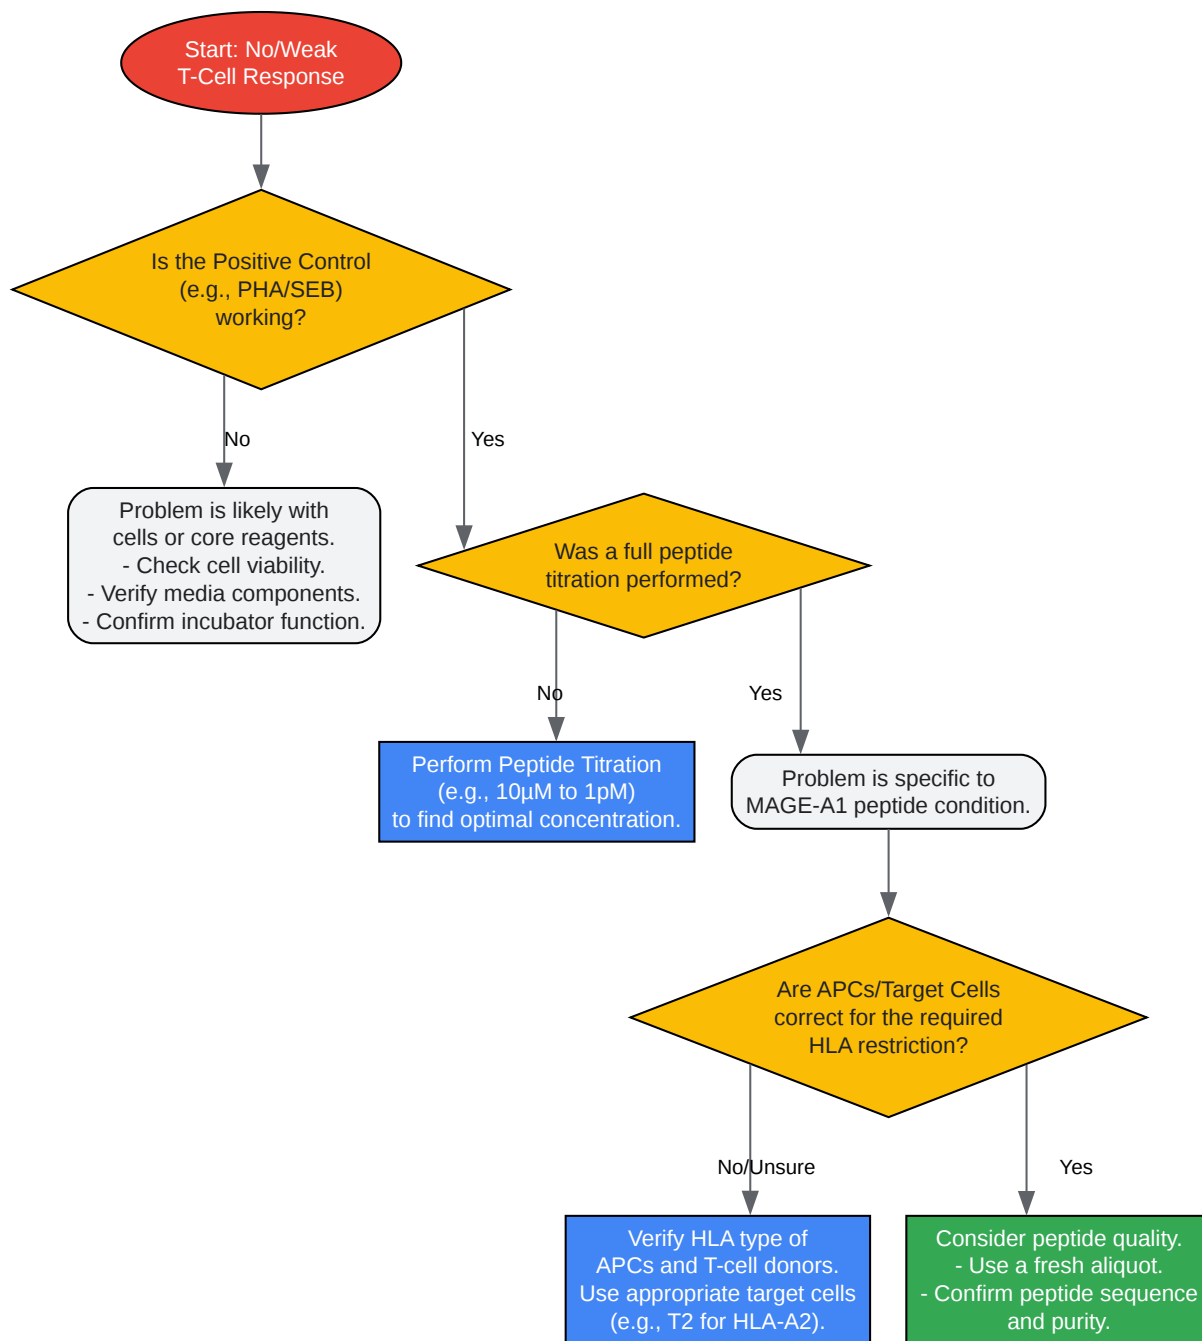 Start: No/Weak
T-Cell Response
Is the Positive Control
(e.g., PHA/SEB)
working?
No
Yes
Problem is likely with
cells or core reagents.
- Check cell viability.
- Verify media components.
- Confirm incubator function.
Was a full peptide
titration performed?
No
Yes
Perform Peptide Titration
(e.g., 10µM to 1pM)
to find optimal concentration.
Problem is specific to
MAGE-A1 peptide condition.
Are APCs/Target Cells
correct for the required
HLA restriction?
No/Unsure
Yes
Verify HLA type of
APCs and T-cell donors.
Use appropriate target cells
(e.g., T2 for HLA-A2).
Consider peptide quality.
- Use a fresh aliquot.
- Confirm peptide sequence
and purity.